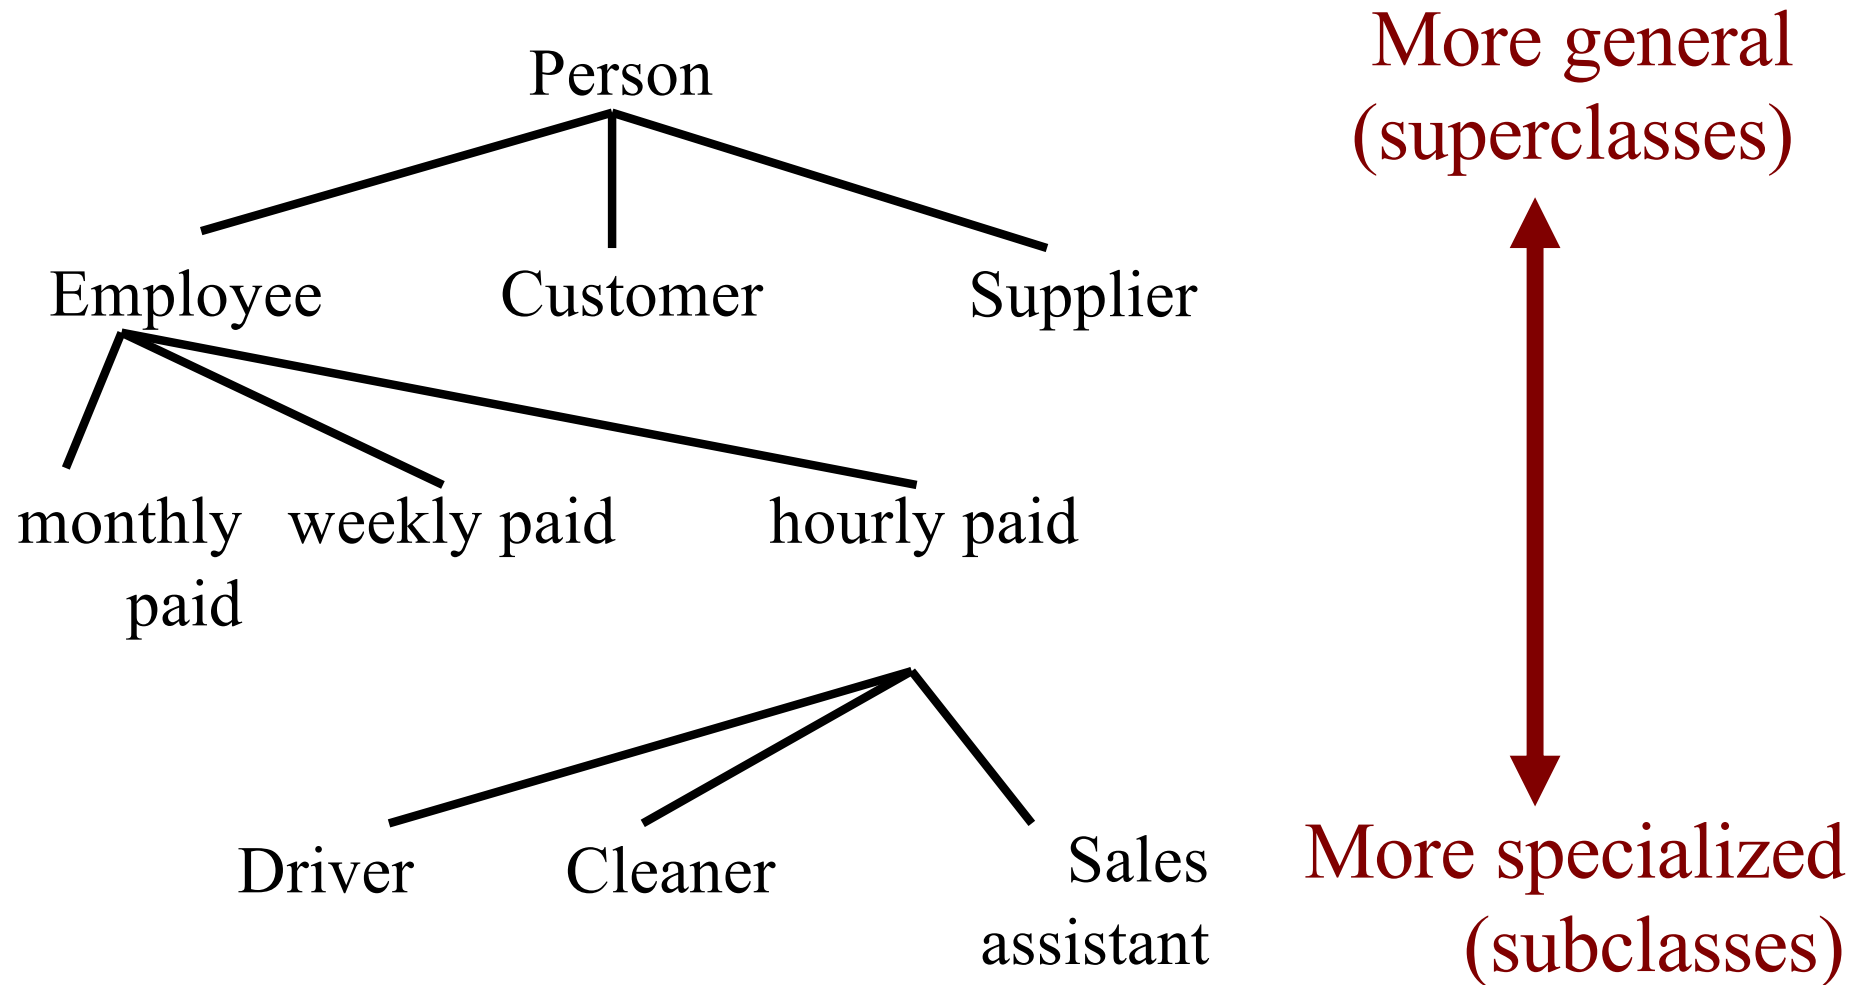 Person
Employee
Customer
Supplier
monthly
paid
weekly paid
hourly paid
Driver
Cleaner
Sales
assistant
More general
(superclasses)
More specialized
(subclasses)